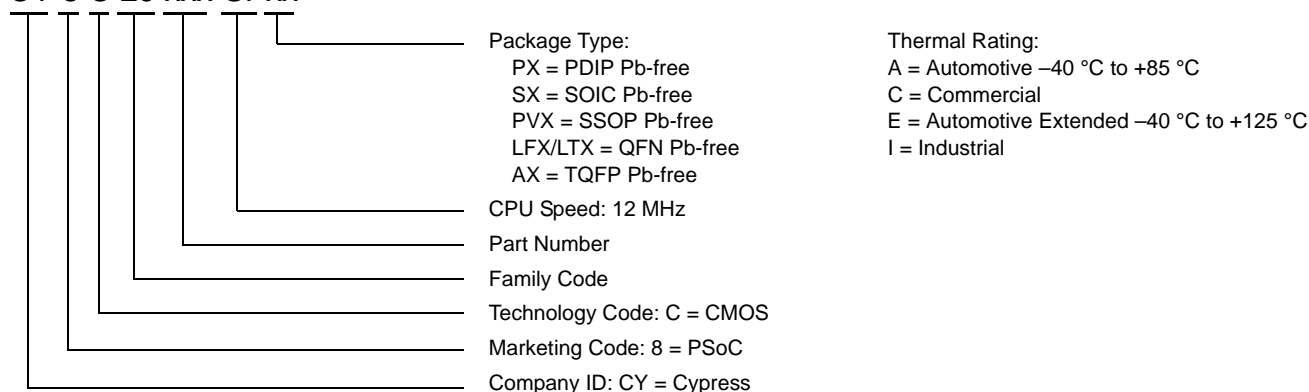 Package Type:
PX = PDIP Pb-free
SX = SOIC Pb-free
PVX = SSOP Pb-free
LFX/LTX = QFN Pb-free
AX = TQFP Pb-free
CPU Speed: 12 MHz
Part Number
Family Code
Technology Code: C = CMOS
Marketing Code: 8 = PSoC
Company ID: CY = Cypress
Thermal Rating:
A = Automotive –40 °C to +85 °C
C = Commercial
E = Automotive Extended –40 °C to +125 °C
I = Industrial